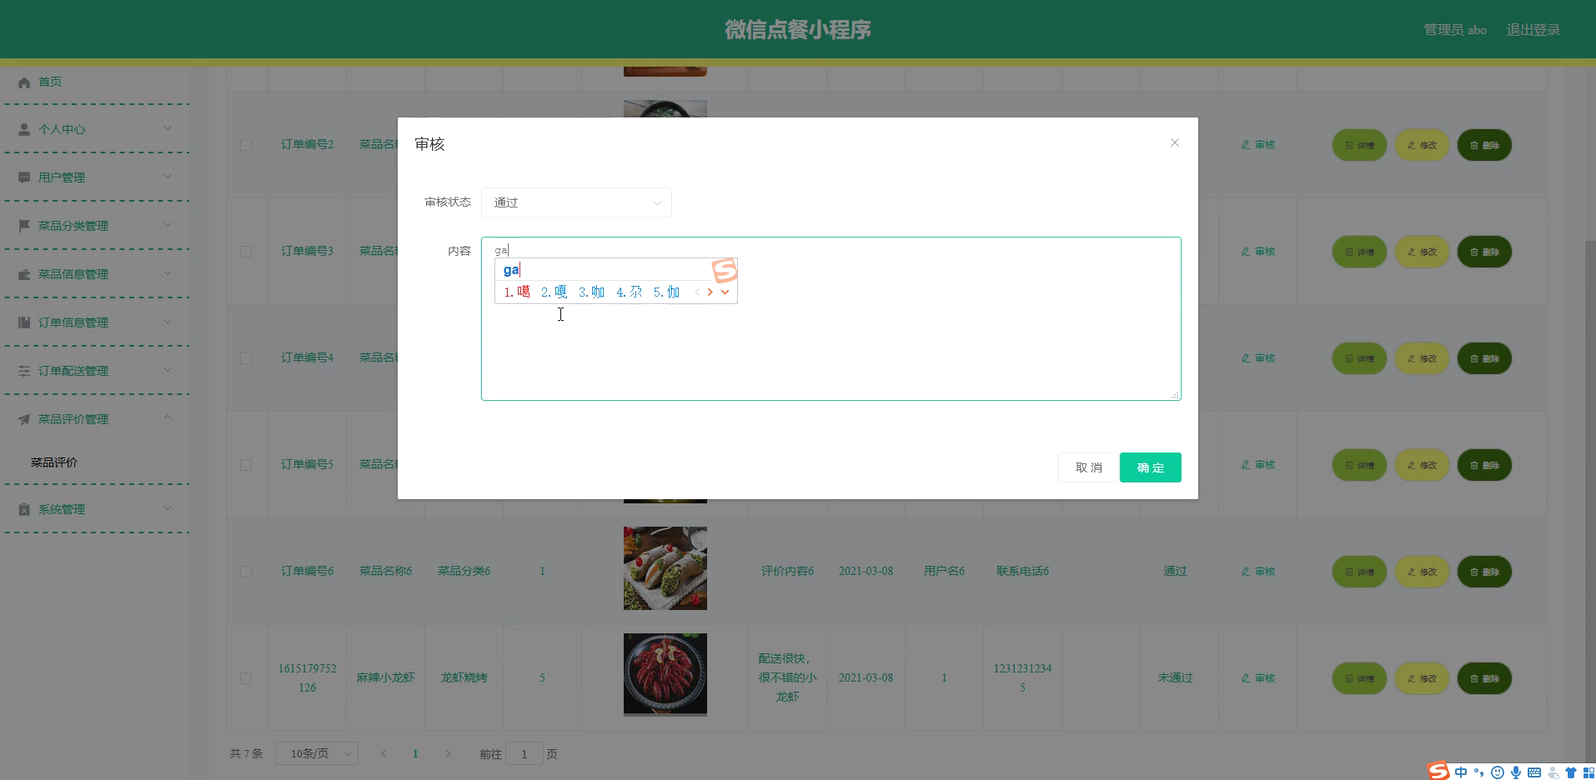 微信点餐小程序
管理员 abo 退出登录
首页
个人中心
用户管理
菜品分类管理
菜品信息管理
订单信息管理
订单配送管理
菜品评价管理
菜品评价
系统管理
订单编号2 菜品名称 审核 详情 修改 删除
订单编号3 菜品名称 审核 详情 修改 删除
订单编号4 菜品名称 审核 详情 修改 删除
订单编号5 菜品名称 审核 详情 修改 删除
审核
审核状态 通过
内容 ga
ga
1.噶 2.嘎 3.咖 4.尕 5.伽
取 消 确 定
订单编号6 菜品名称6 菜品分类6 1 评价内容6 2021-03-08 用户名6 联系电话6 通过 审核 详情 修改 删除
1615179752
126
麻辣小龙虾 龙虾烧烤 5
配送很快，
很不错的小
龙虾
2021-03-08 1
1231231234
5
未通过 审核 详情 修改 删除
共 7 条 10条/页 1 前往 1 页
中